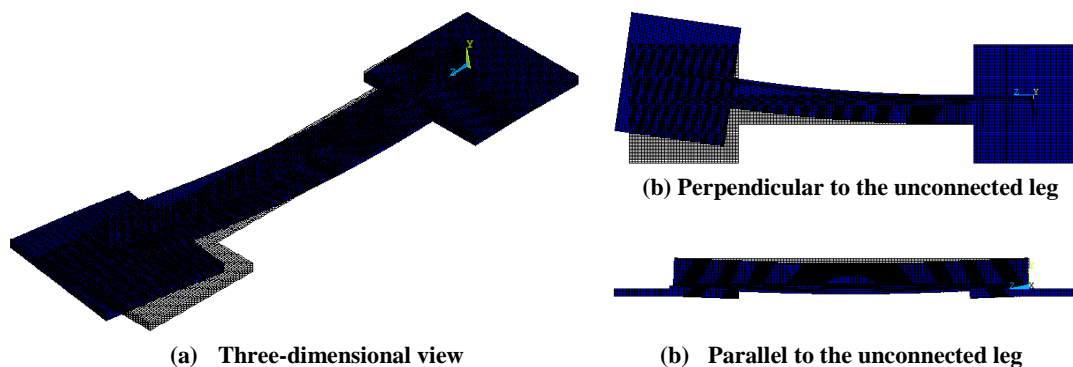 Y
Z
(a) Three-dimensional view
Z Y
(b) Perpendicular to the unconnected leg
Z X
(b) Parallel to the unconnected leg